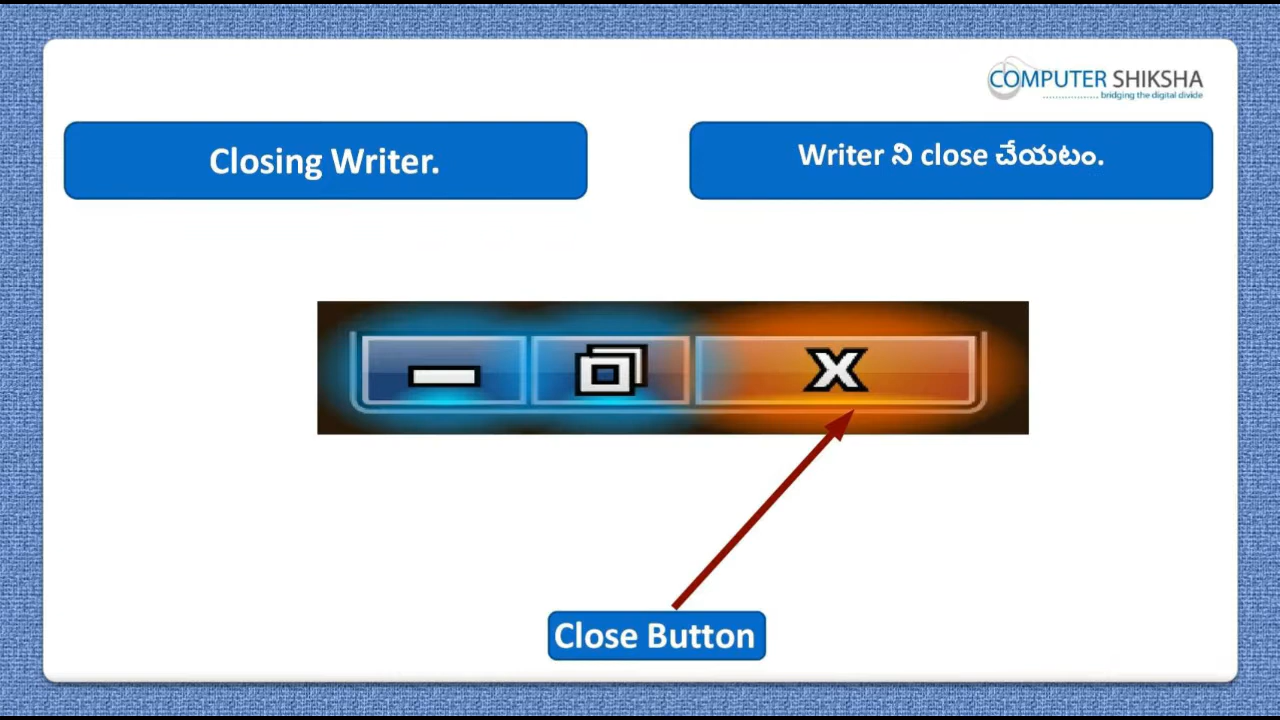 COMPUTER SHIKSHA
bridging the digital divide
Closing Writer.
Writer ని close చేయటం.
Close Button